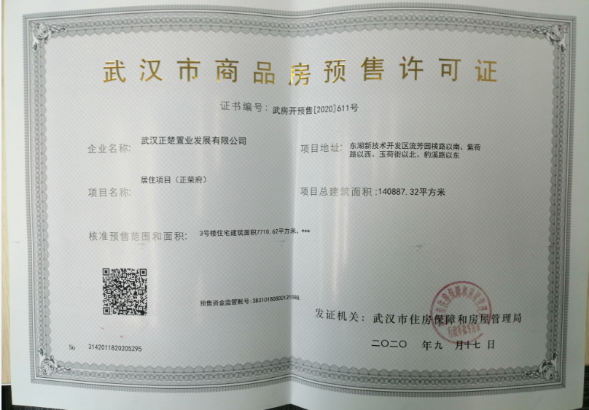 武汉市商品房预售许可证
证书编号：武房开预售[2020]611号
企业名称：武汉正楚置业发展有限公司
项目地址：东湖新技术开发区流芳园横路以南、紫荷
路以西、玉荷街以北、豹溪路以东
项目名称：居住项目（正荣府）
项目总建筑面积：140887.32平方米
核准预售范围和面积：3号楼住宅建筑面积7710.62平方米。***
预售资金监管账号：
发证机关：武汉市住房保障和房屋管理局
二〇二〇年九月十七日
№ 3142011820205295